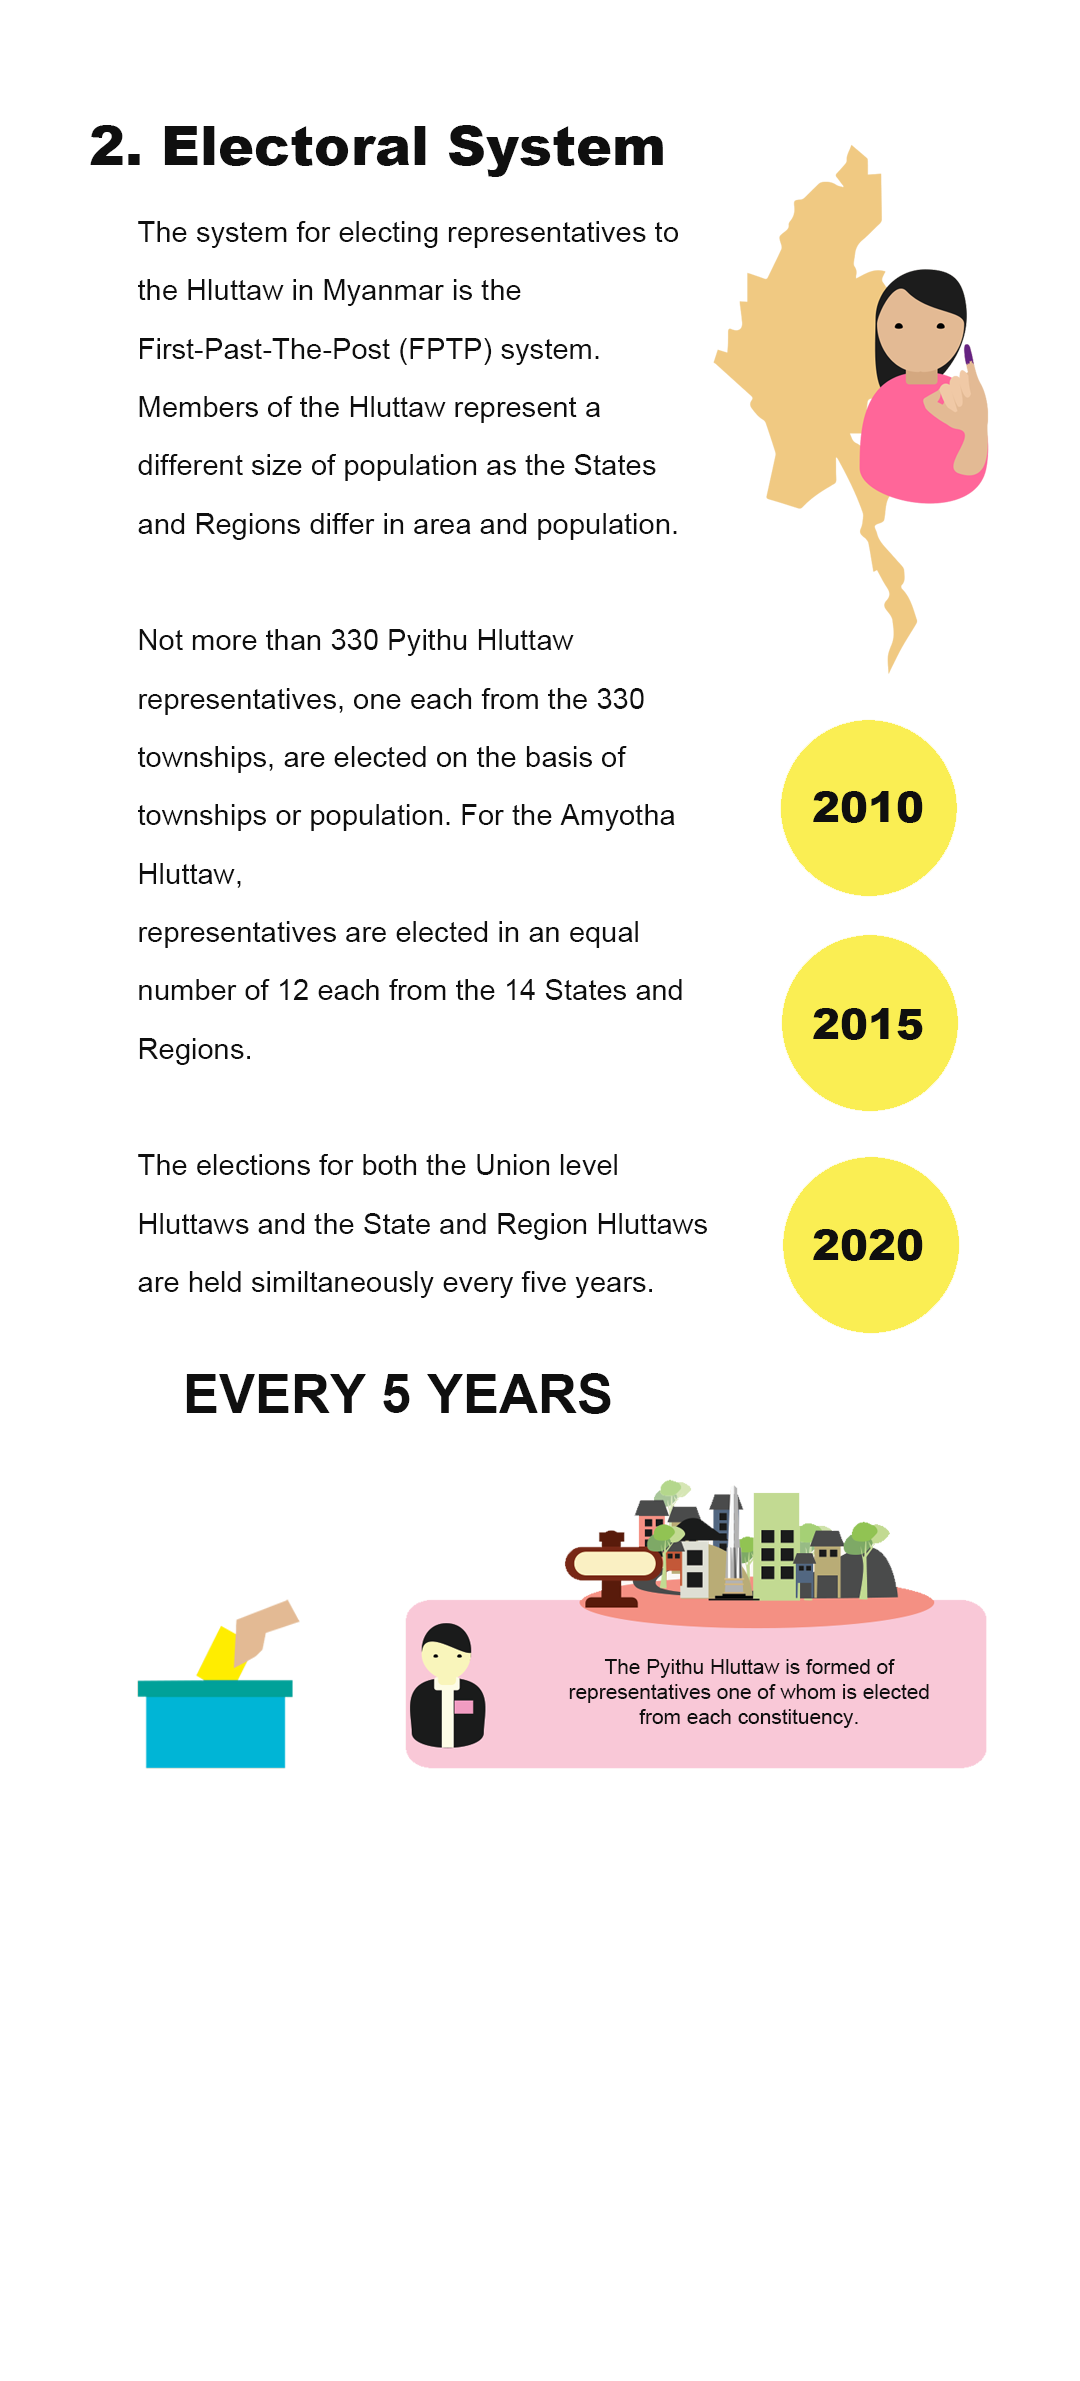 2. Electoral System
The system for electing representatives to
the Hluttaw in Myanmar is the
First-Past-The-Post (FPTP) system.
Members of the Hluttaw represent a
different size of population as the States
and Regions differ in area and population.
Not more than 330 Pyithu Hluttaw
representatives, one each from the 330
townships, are elected on the basis of
townships or population. For the Amyotha
Hluttaw,
representatives are elected in an equal
number of 12 each from the 14 States and
Regions.
The elections for both the Union level
Hluttaws and the State and Region Hluttaws
are held similtaneously every five years.
2010
2015
2020
EVERY 5 YEARS
The Pyithu Hluttaw is formed of
representatives one of whom is elected
from each constituency.